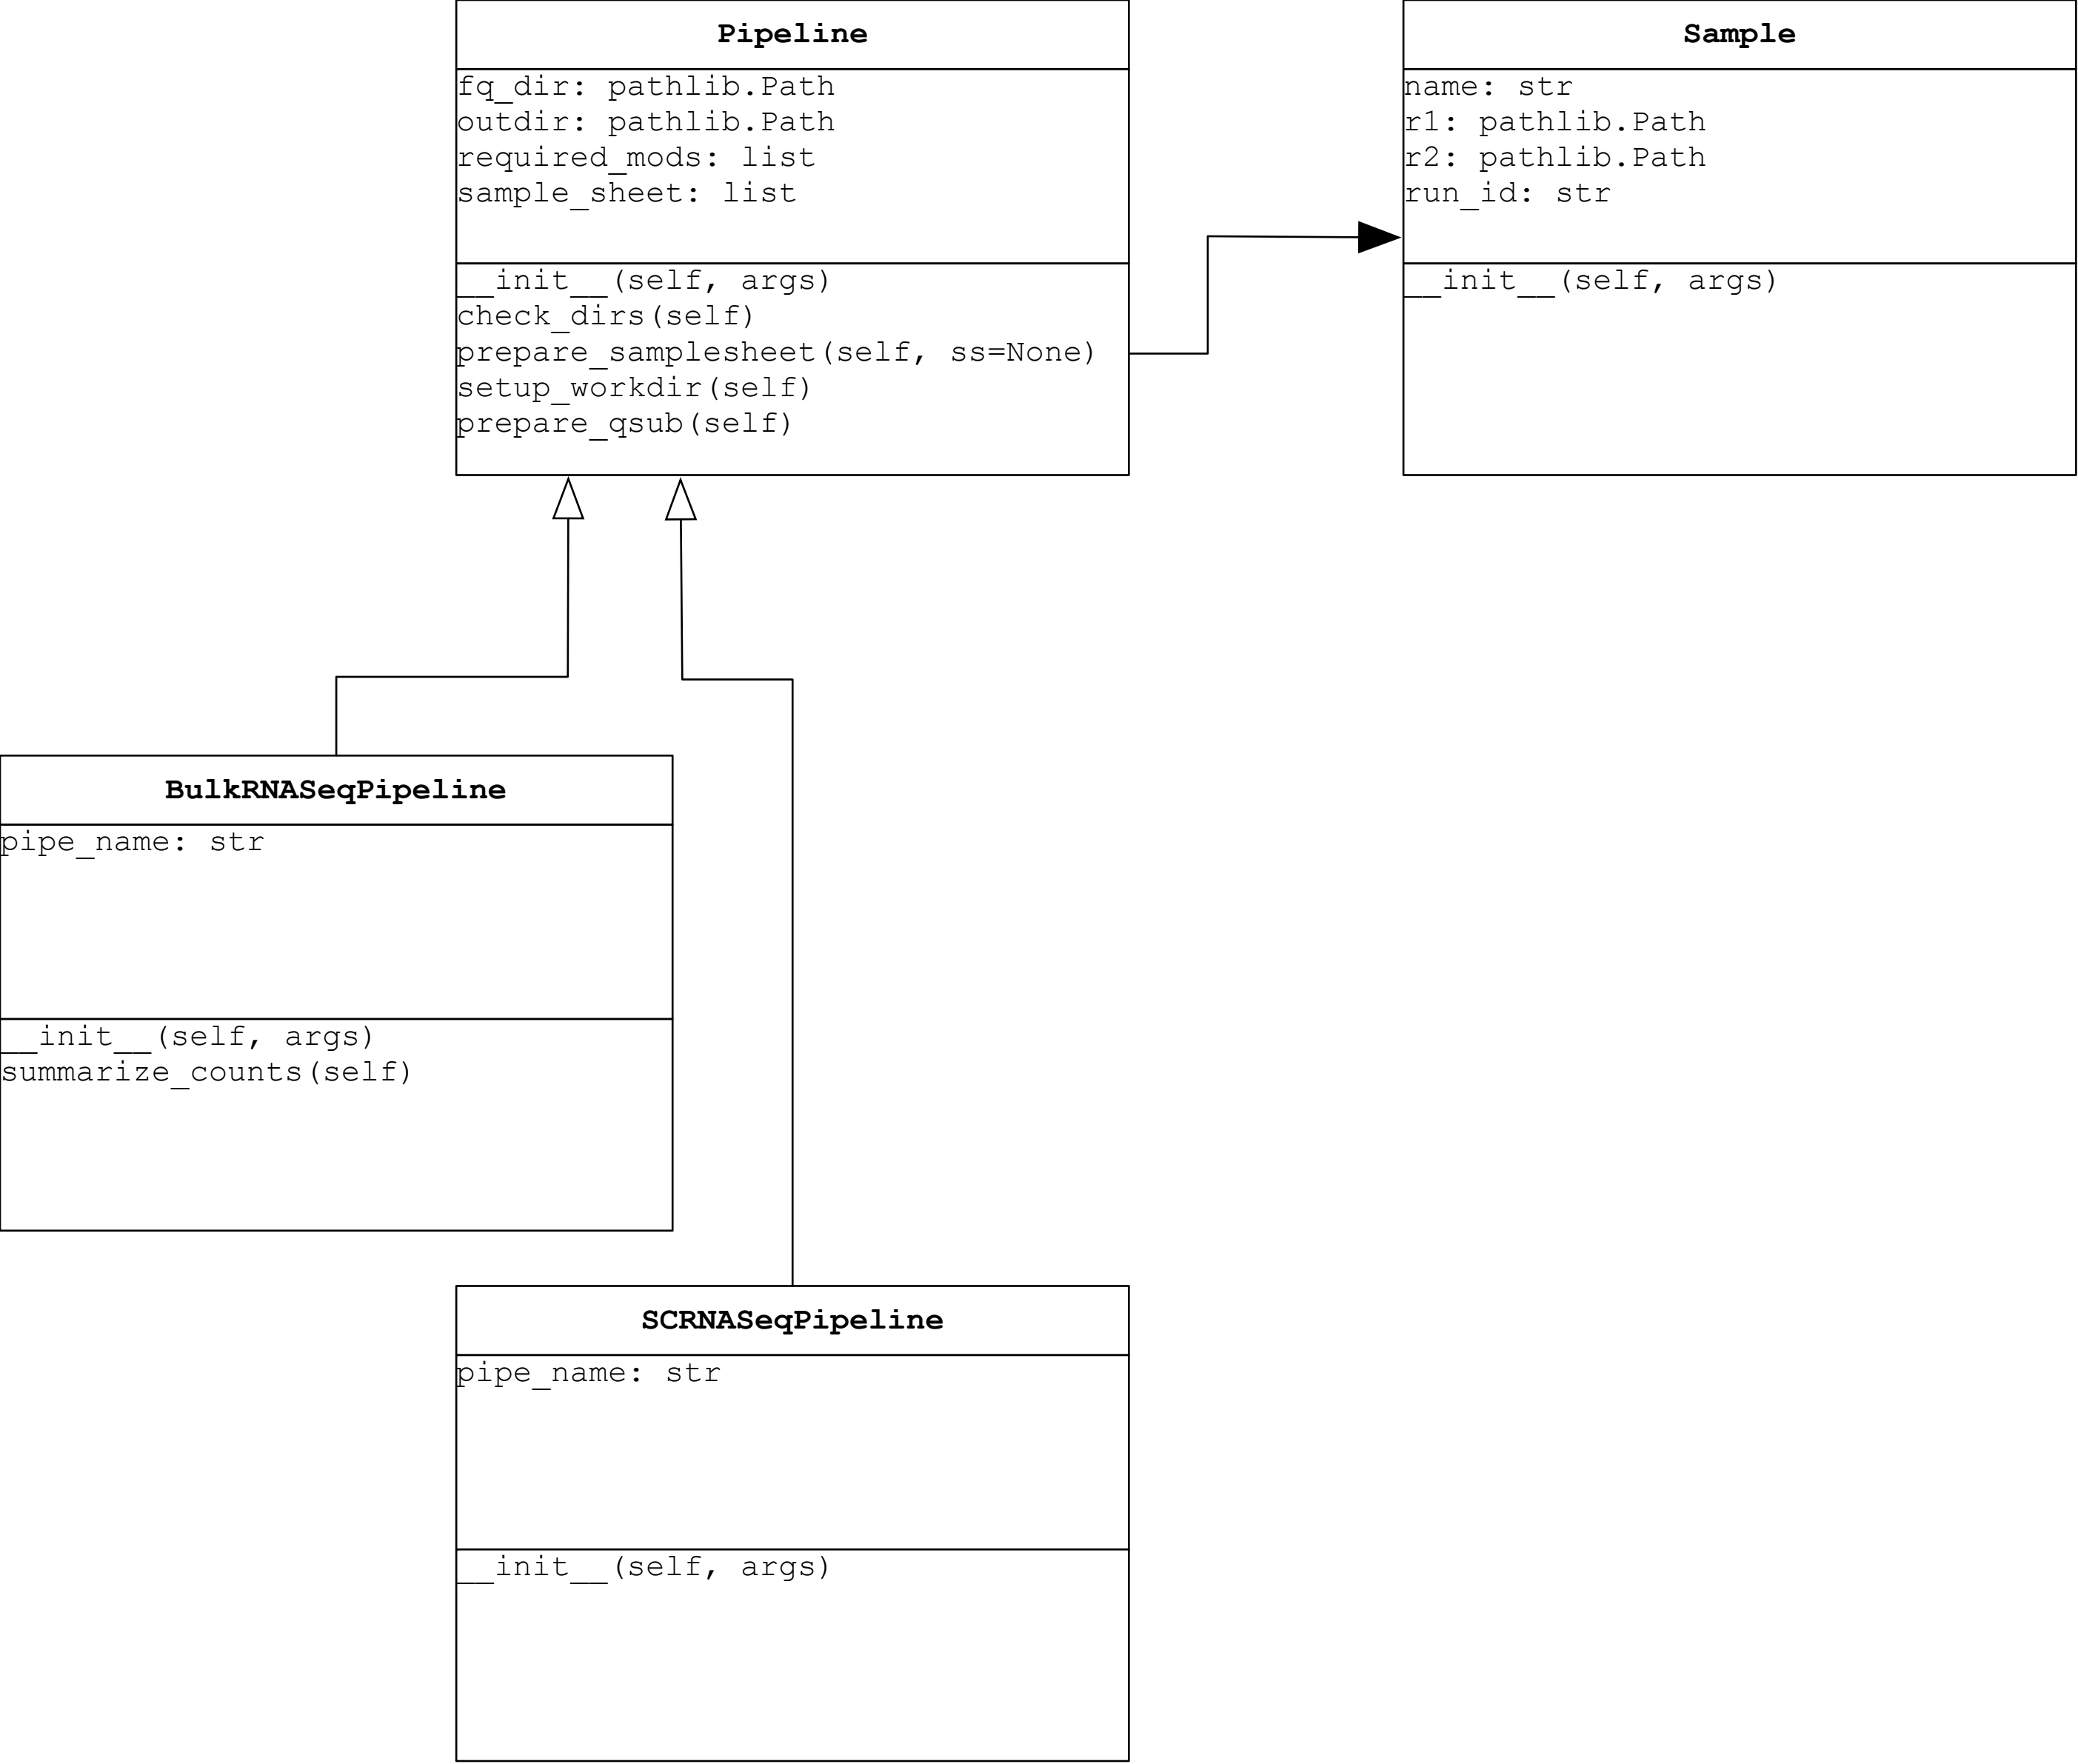 Pipeline
fq_dir: pathlib.Path
outdir: pathlib.Path
required_mods: list
sample_sheet: list
__init__(self, args)
check_dirs(self)
prepare_samplesheet(self, ss=None)
setup_workdir(self)
prepare_qsub(self)
Sample
name: str
r1: pathlib.Path
r2: pathlib.Path
run_id: str
__init__(self, args)
BulkRNASeqPipeline
pipe_name: str
__init__(self, args)
summarize_counts(self)
SCRNASeqPipeline
pipe_name: str
__init__(self, args)